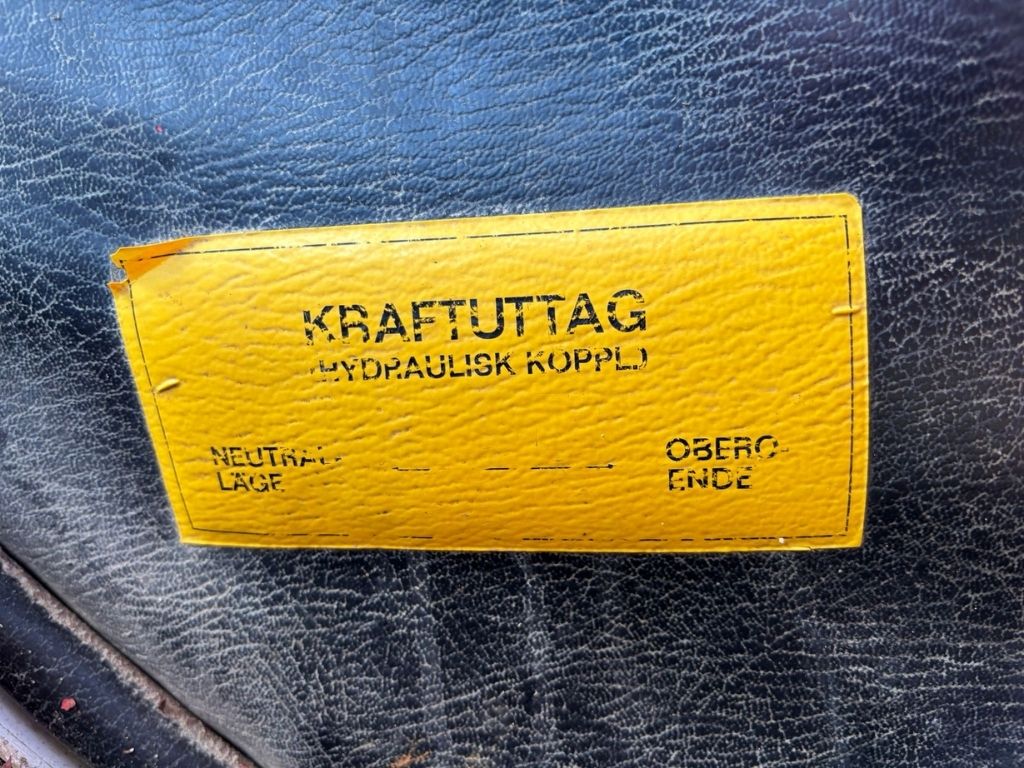 KRAFTUTTAG
(HYDRAULISK KOPPL.)
NEUTRAL-
LÄGE
OBERO-
ENDE